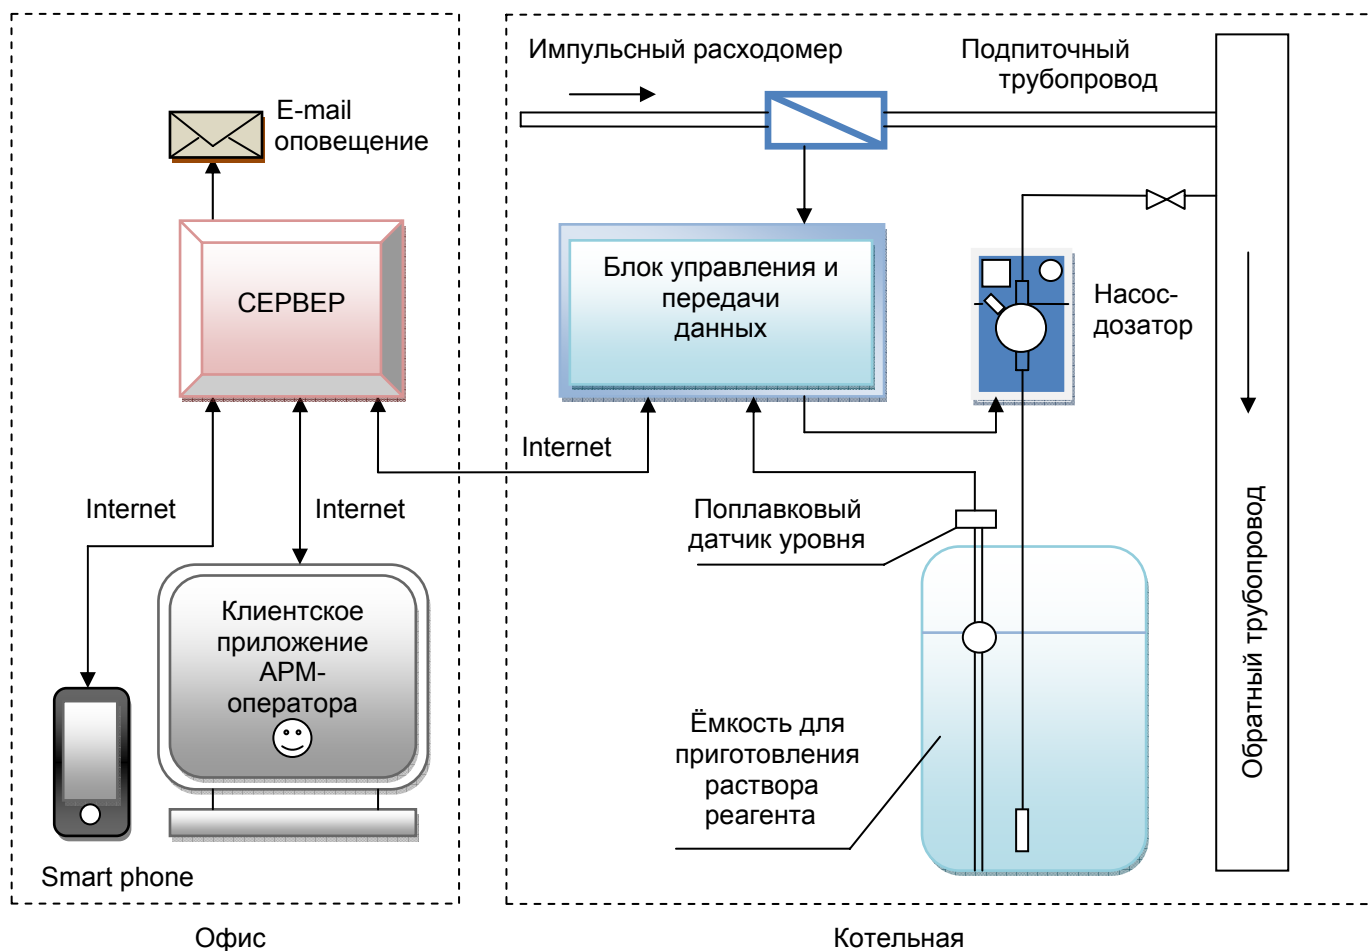 Импульсный расходомер
Подпиточный
трубопровод
E-mail
оповещение
СЕРВЕР
Блок управления и
передачи
данных
Насос-
дозатор
Internet
Internet
Internet
Поплавковый
датчик уровня
Клиентское
приложение
АРМ-
оператора
Ёмкость для
приготовления
раствора
реагента
Обратный трубопровод
Smart phone
Офис
Котельная